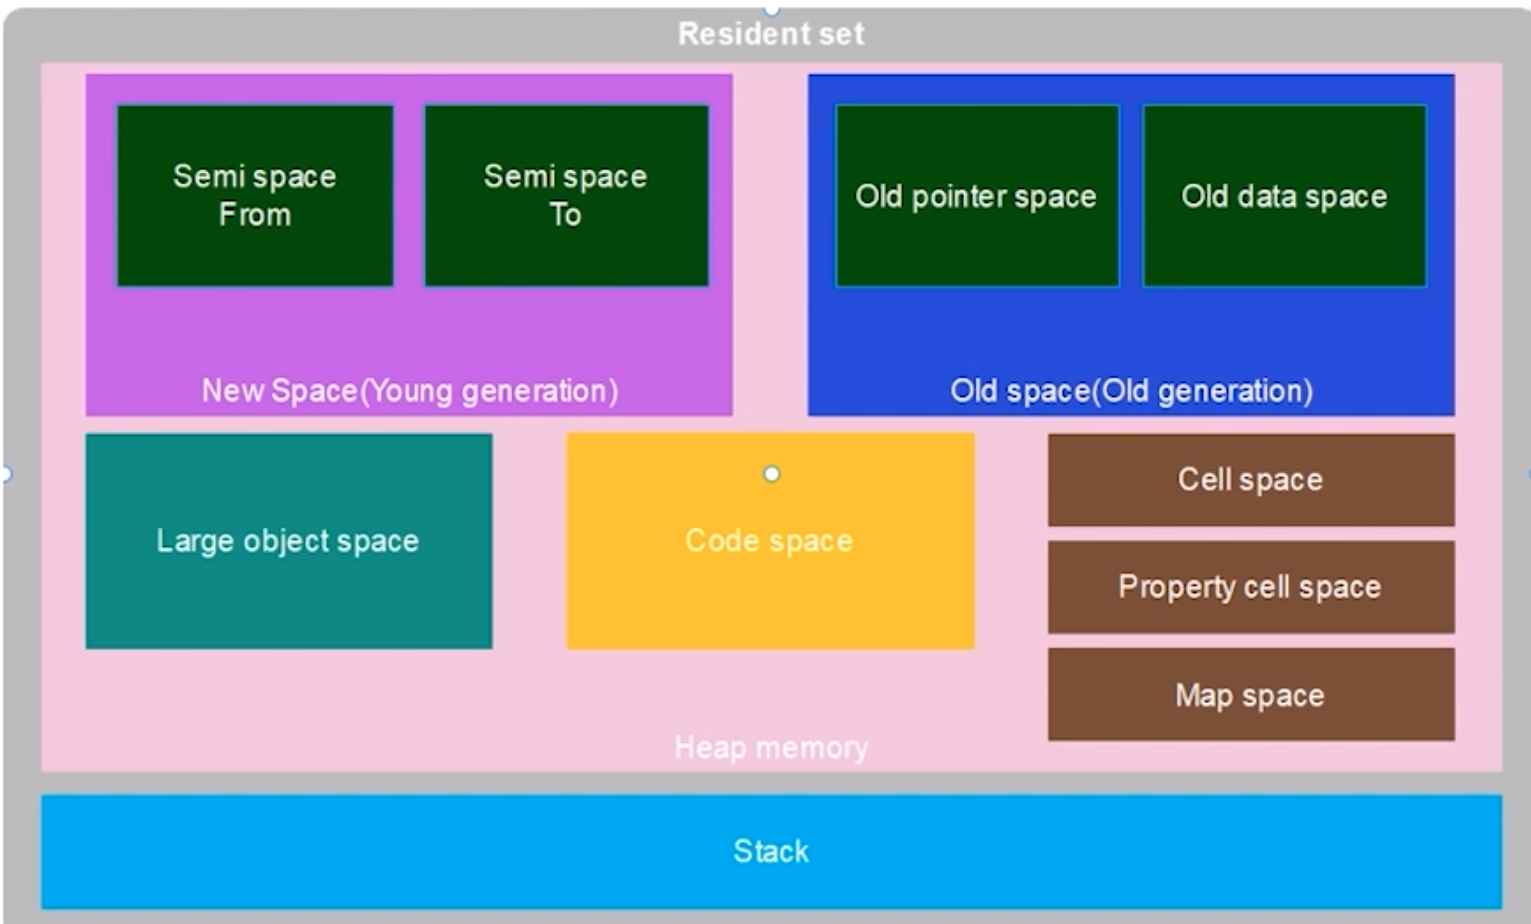 Resident set
Semi space
From
Semi space
To
Old pointer space
Old data space
New Space(Young generation)
Old space(Old generation)
Large object space
Code space
Cell space
Property cell space
Map space
Heap memory
Stack